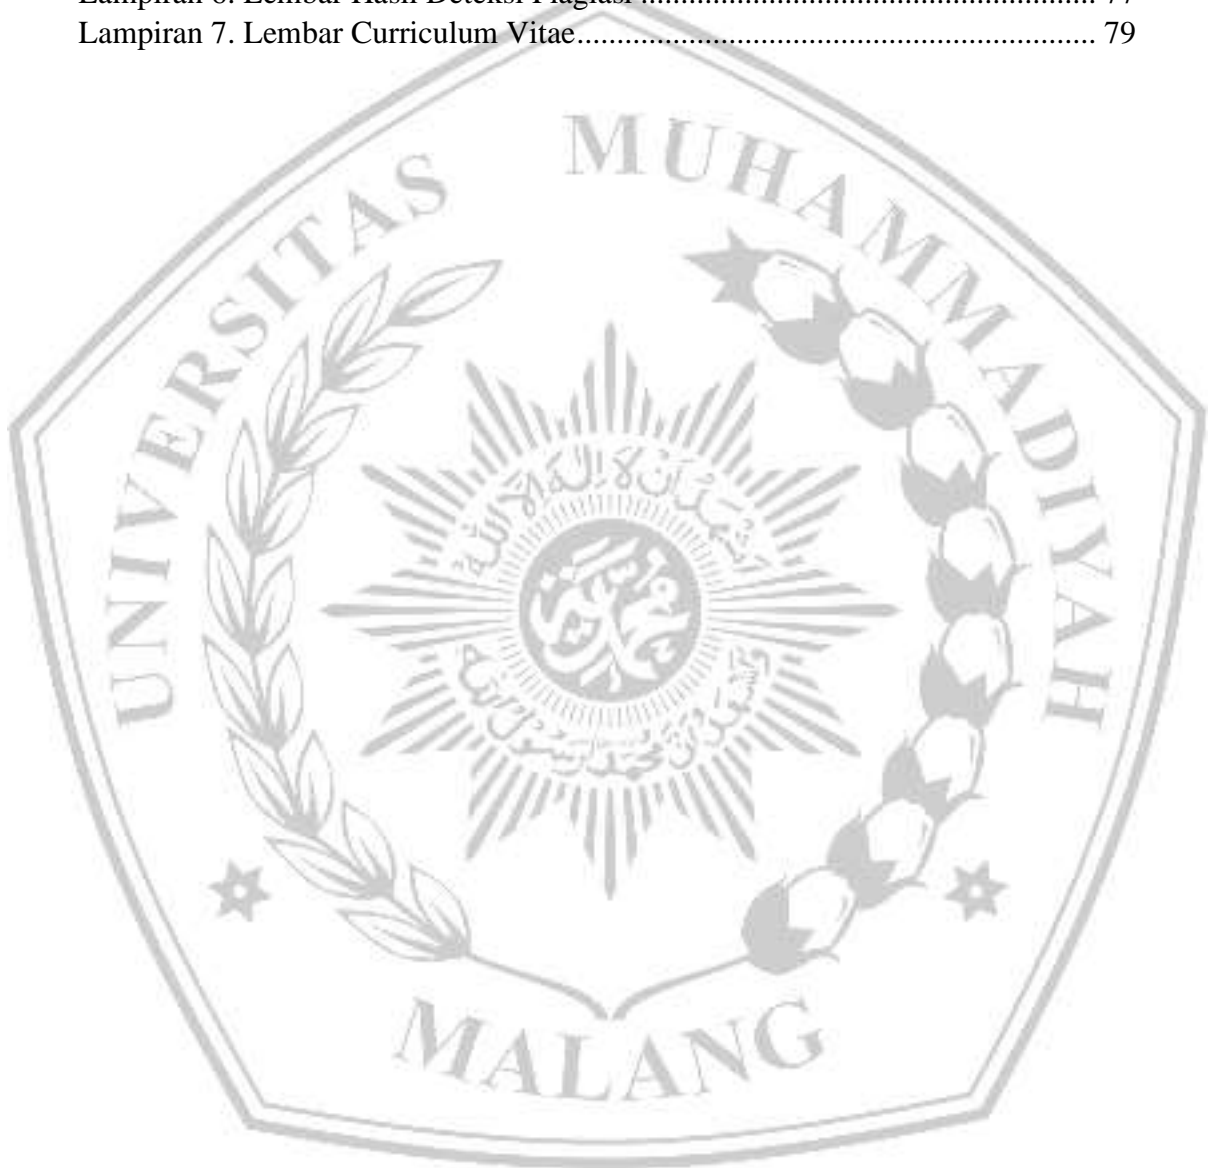 Lampiran 6. Lembar Hasil Deteksi Plagiasi .......................................................... 77
Lampiran 7. Lembar Curriculum Vitae.................................................................. 79
UNIVERSITAS MUHAMMADIYAH
MALANG